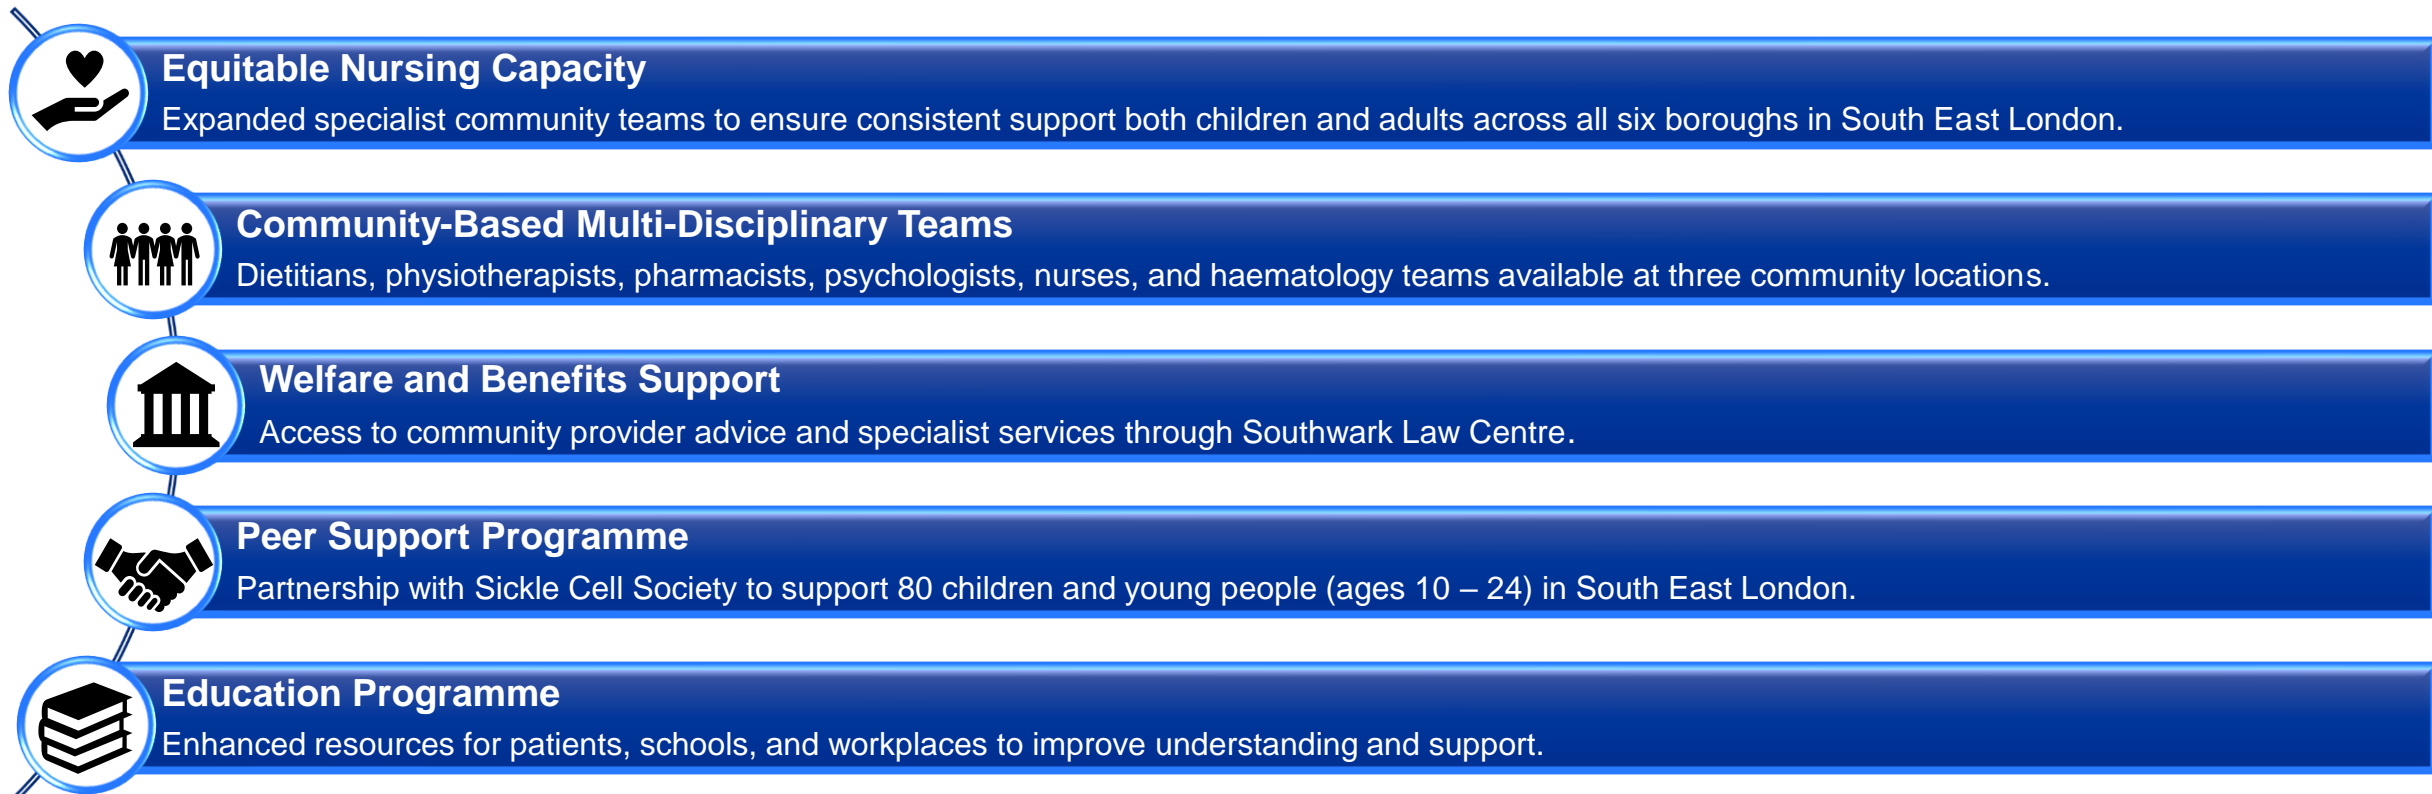 Equitable Nursing Capacity
Expanded specialist community teams to ensure consistent support both children and adults across all six boroughs in South East London.
Community-Based Multi-Disciplinary Teams
Dietitians, physiotherapists, pharmacists, psychologists, nurses, and haematology teams available at three community locations.
Welfare and Benefits Support
Access to community provider advice and specialist services through Southwark Law Centre.
Peer Support Programme
Partnership with Sickle Cell Society to support 80 children and young people (ages 10 – 24) in South East London.
Education Programme
Enhanced resources for patients, schools, and workplaces to improve understanding and support.